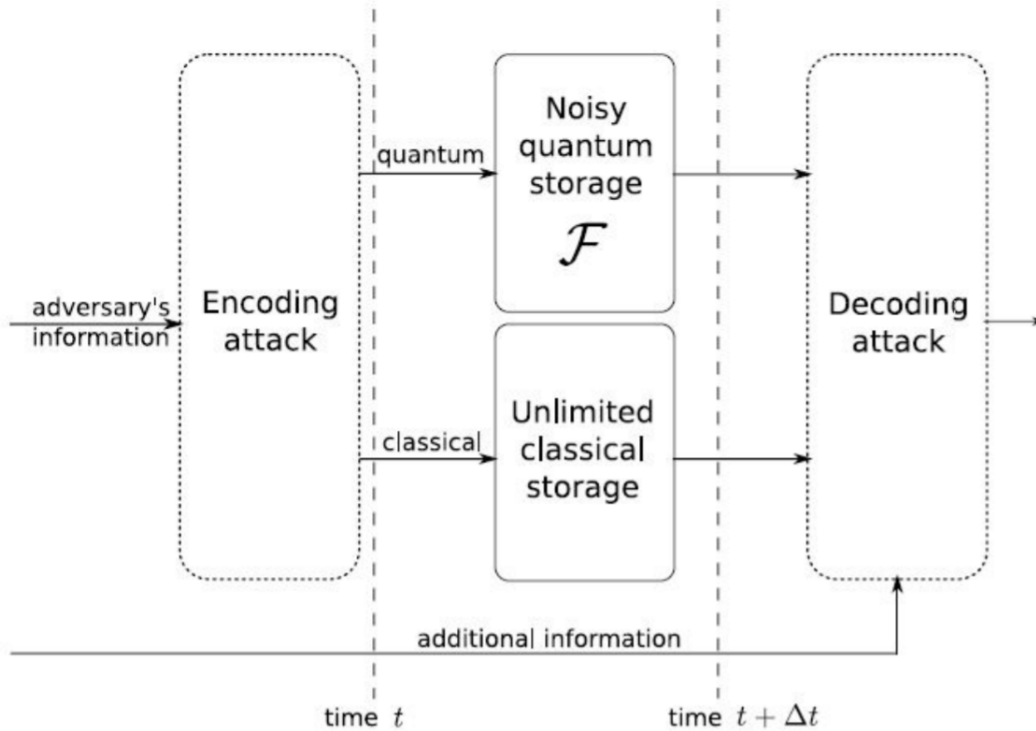 quantum
Noisy
quantum
storage
ℱ
adversary's
information
Encoding
attack
Decoding
attack
classical
Unlimited
classical
storage
additional information
time t
time t + Δt